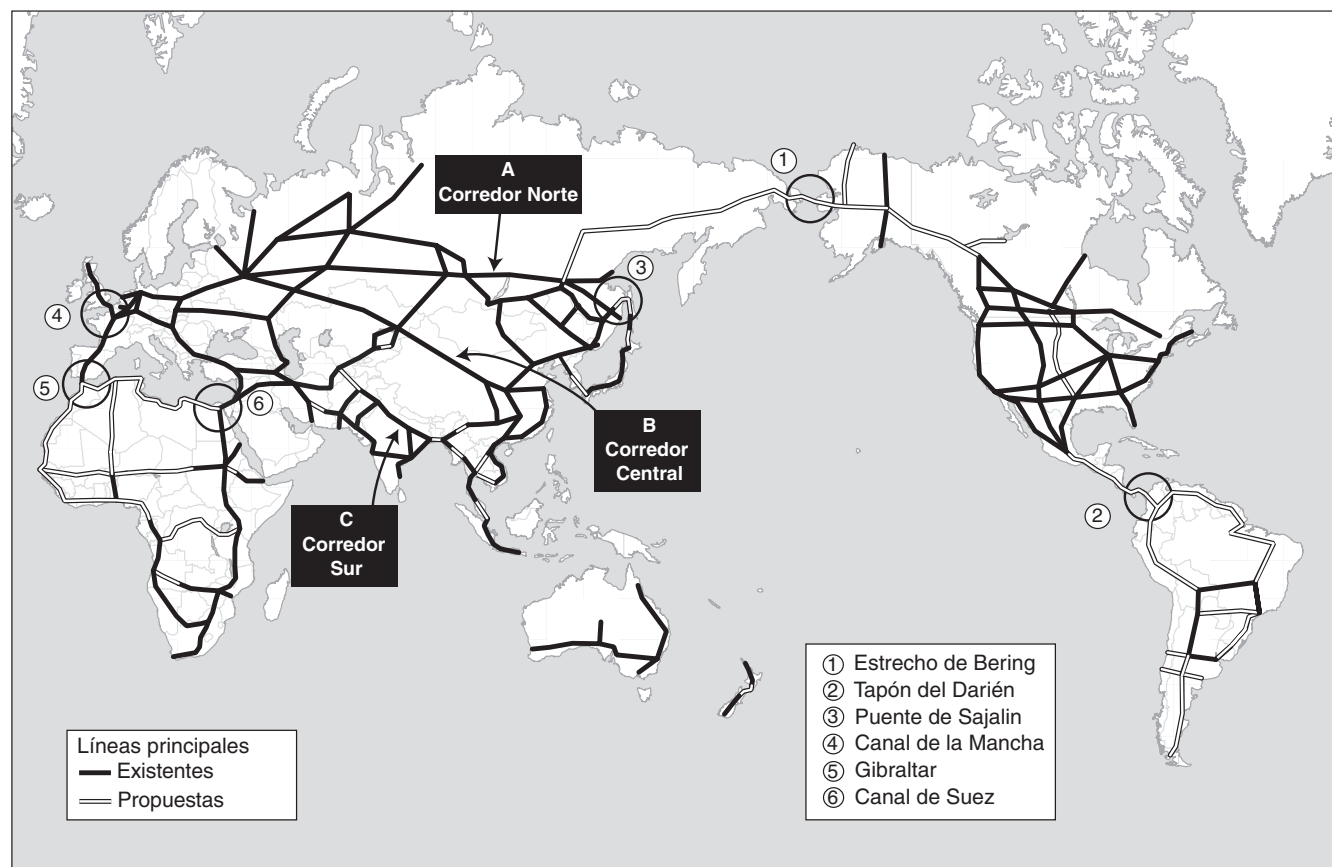 1
A
Corredor Norte
3
4
5
6
B
Corredor
Central
2
C
Corredor
Sur
Líneas principales
Existentes
Propuestas
1 Estrecho de Bering
2 Tapón del Darién
3 Puente de Sajalin
4 Canal de la Mancha
5 Gibraltar
6 Canal de Suez